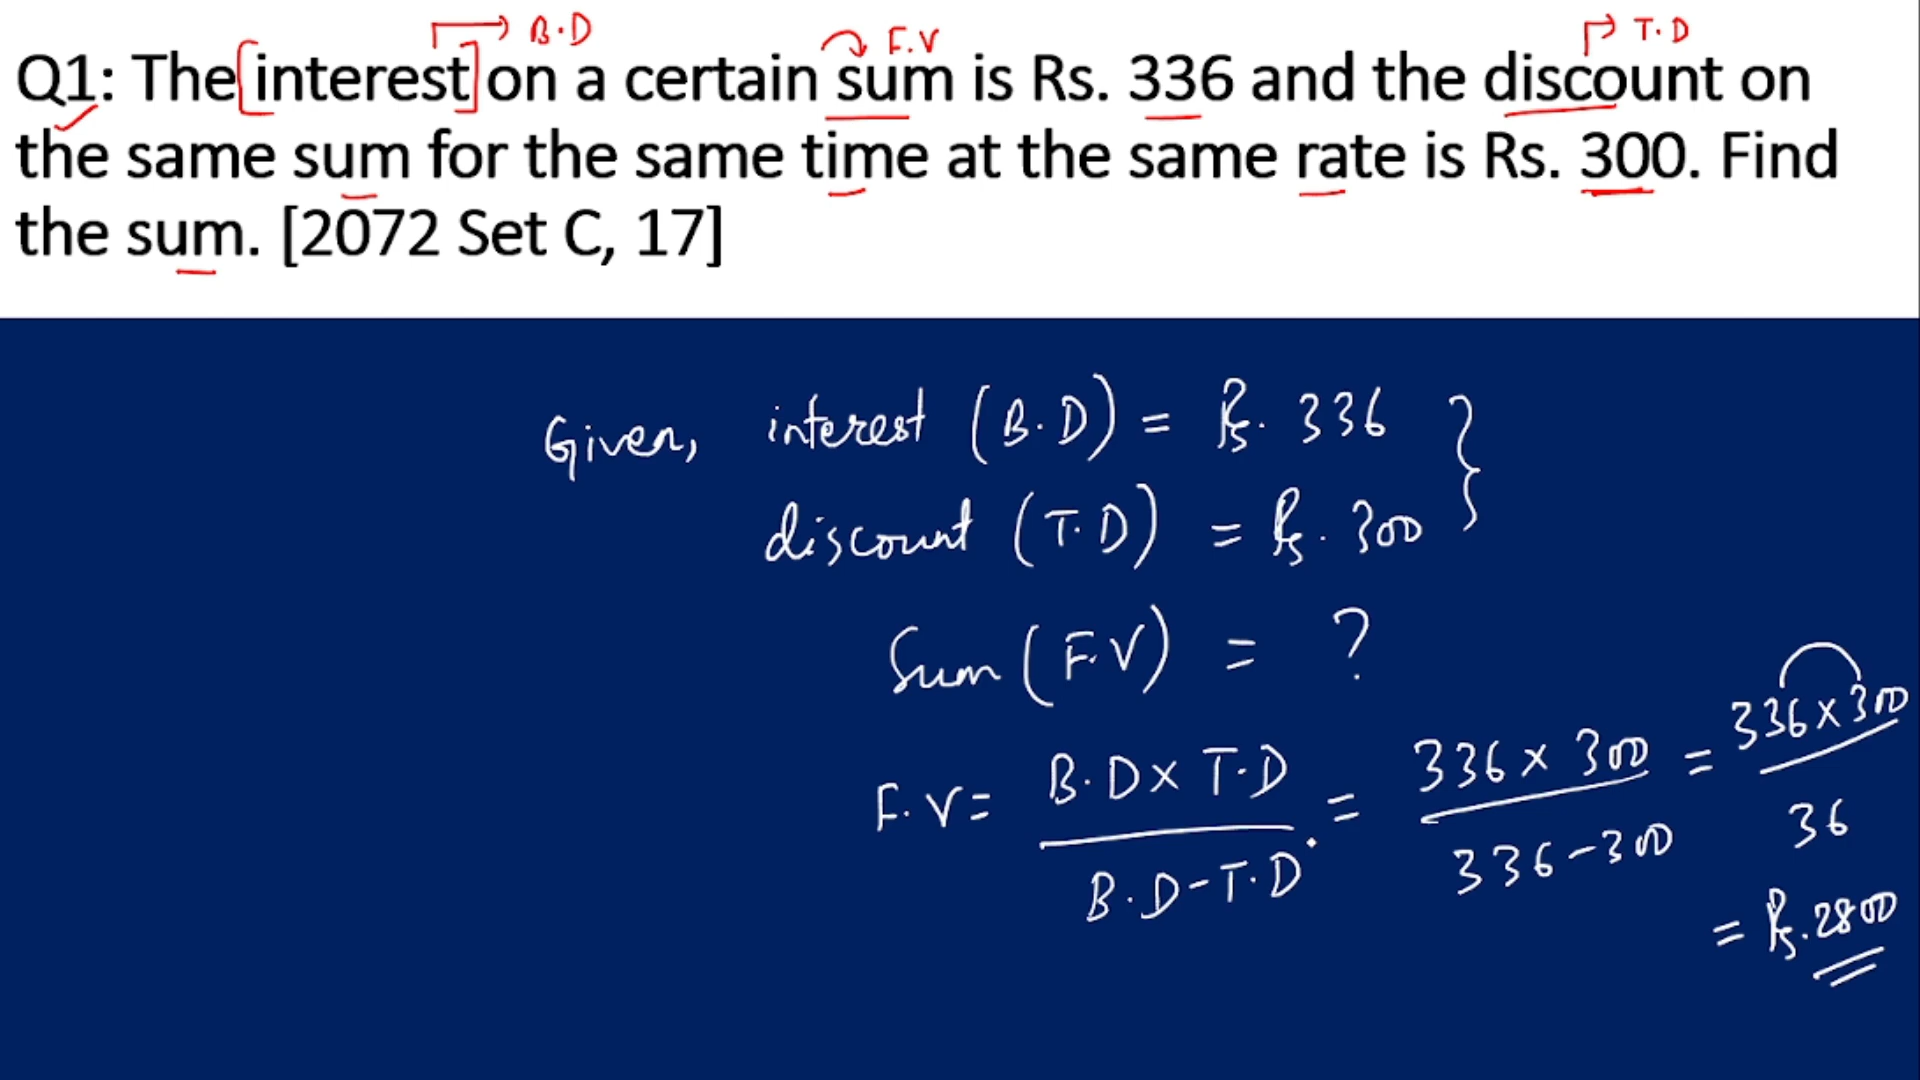 B.D
F.V
T.D
Q1: The [interest] on a certain sum is Rs. 336 and the discount on
the same sum for the same time at the same rate is Rs. 300. Find
the sum. [2072 Set C, 17]
Given, interest (B.D) = Rs. 336
discount (T.D) = Rs. 300
Sum (F.V) = ?
F.V = B.D x T.D / B.D - T.D = 336 x 300 / 336 - 300 = 336 x 300 / 36
= Rs. 2800